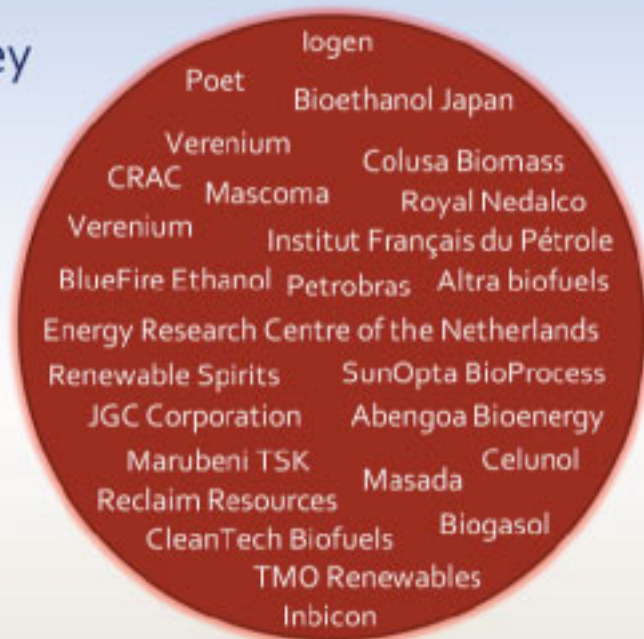 ey
Iogen
Poet
Bioethanol Japan
Verenium
Colusa Biomass
CRAC
Mascoma
Royal Nedalco
Verenium
Institut Français du Pétrole
BlueFire Ethanol
Petrobras
Altra biofuels
Energy Research Centre of the Netherlands
Renewable Spirits
SunOpta BioProcess
JGC Corporation
Abengoa Bioenergy
Marubeni TSK
Celunol
Masada
Reclaim Resources
Biogasol
CleanTech Biofuels
TMO Renewables
Inbicon